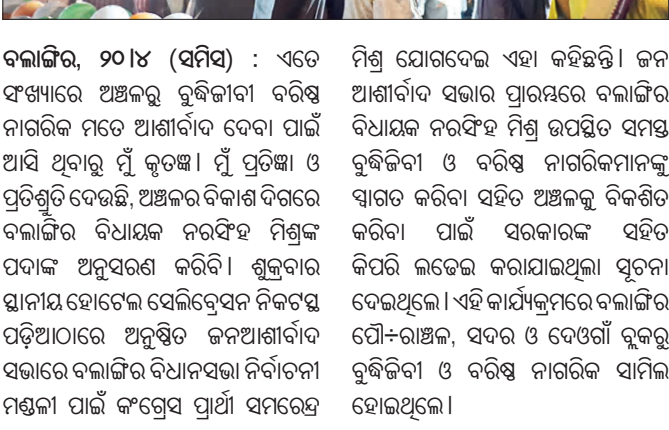 ବଲାଙ୍ଗିର, ୨୦।୪ (ସମିସ) : ଏତେ
ସଂଖ୍ୟାରେ ଅଞ୍ଚଳରୁ ବୁଦ୍ଧିଜୀବୀ ବରିଷ୍ଠ
ନାଗରିକ ମତେ ଆଶୀର୍ବାଦ ଦେବା ପାଇଁ
ଆସି ଥିବାରୁ ମୁଁ କୃତଜ୍ଞ। ମୁଁ ପ୍ରତିଜ୍ଞା ଓ
ପ୍ରତିଶ୍ରୁତି ଦେଉଛି, ଅଞ୍ଚଳର ବିକାଶ ଦିଗରେ
ବଲାଙ୍ଗିର ବିଧାୟକ ନରସିଂହ ମିଶ୍ରଙ୍କ
ପଦାଙ୍କ ଅନୁସରଣ କରିବି। ଶୁକ୍ରବାର
ସ୍ଥାନୀୟ ହୋଟେଲ ସେଲିବ୍ରେସନ ନିକଟସ୍ଥ
ପଡ଼ିଆଠାରେ ଅନୁଷ୍ଠିତ ଜନଆଶୀର୍ବାଦ
ସଭାରେ ବଲାଙ୍ଗିର ବିଧାନସଭା ନିର୍ବାଚନୀ
ମଣ୍ଡଳୀ ପାଇଁ କଂଗ୍ରେସ ପ୍ରାର୍ଥୀ ସମରେନ୍ଦ୍ର
ମିଶ୍ର ଯୋଗଦେଇ ଏହା କହିଛନ୍ତି। ଜନ
ଆଶୀର୍ବାଦ ସଭାର ପ୍ରାରମ୍ଭରେ ବଲାଙ୍ଗିର
ବିଧାୟକ ନରସିଂହ ମିଶ୍ର ଉପସ୍ଥିତ ସମସ୍ତ
ବୁଦ୍ଧିଜିବୀ ଓ ବରିଷ୍ଠ ନାଗରିକମାନଙ୍କୁ
ସ୍ୱାଗତ କରିବା ସହିତ ଅଞ୍ଚଳକୁ ବିକଶିତ
କରିବା ପାଇଁ ସରକାରଙ୍କ ସହିତ
କିପରି ଲଢେଇ କରାଯାଇଥିଲା ସୂଚନା
ଦେଇଥିଲେ। ଏହି କାର୍ଯ୍ୟକ୍ରମରେ ବଲାଙ୍ଗିର
ପୌ÷ରାଞ୍ଚଳ, ସଦର ଓ ଦେଓଗାଁ ବ୍ଲକରୁ
ବୁଦ୍ଧିଜିବୀ ଓ ବରିଷ୍ଠ ନାଗରିକ ସାମିଲ
ହୋଇଥିଲେ।